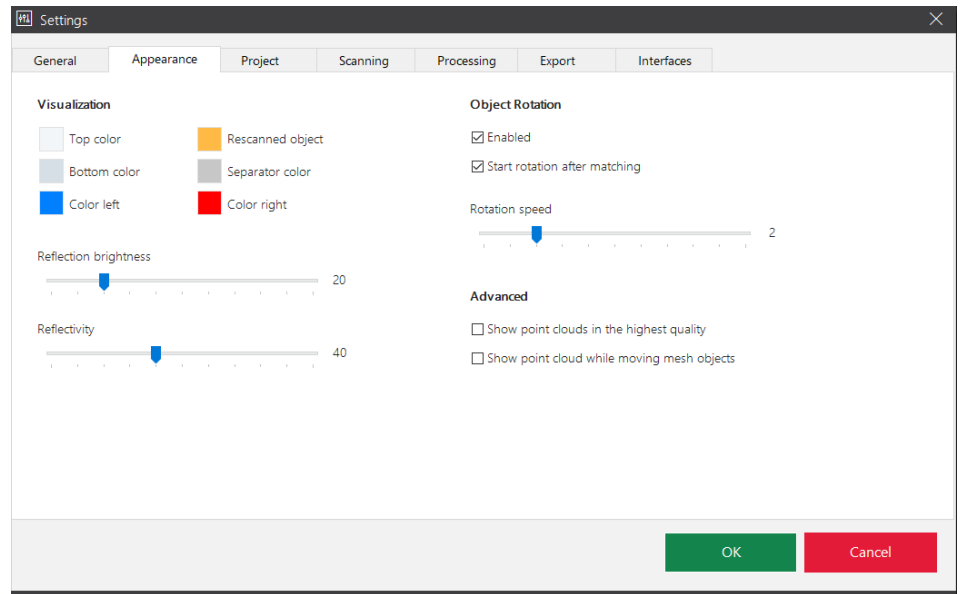 Settings
General Appearance Project Scanning Processing Export Interfaces
Visualization
Top color Rescanned object
Bottom color Separator color
Color left Color right
Reflection brightness
20
Reflectivity
40
Object Rotation
Enabled
Start rotation after matching
Rotation speed
2
Advanced
Show point clouds in the highest quality
Show point cloud while moving mesh objects
OK Cancel